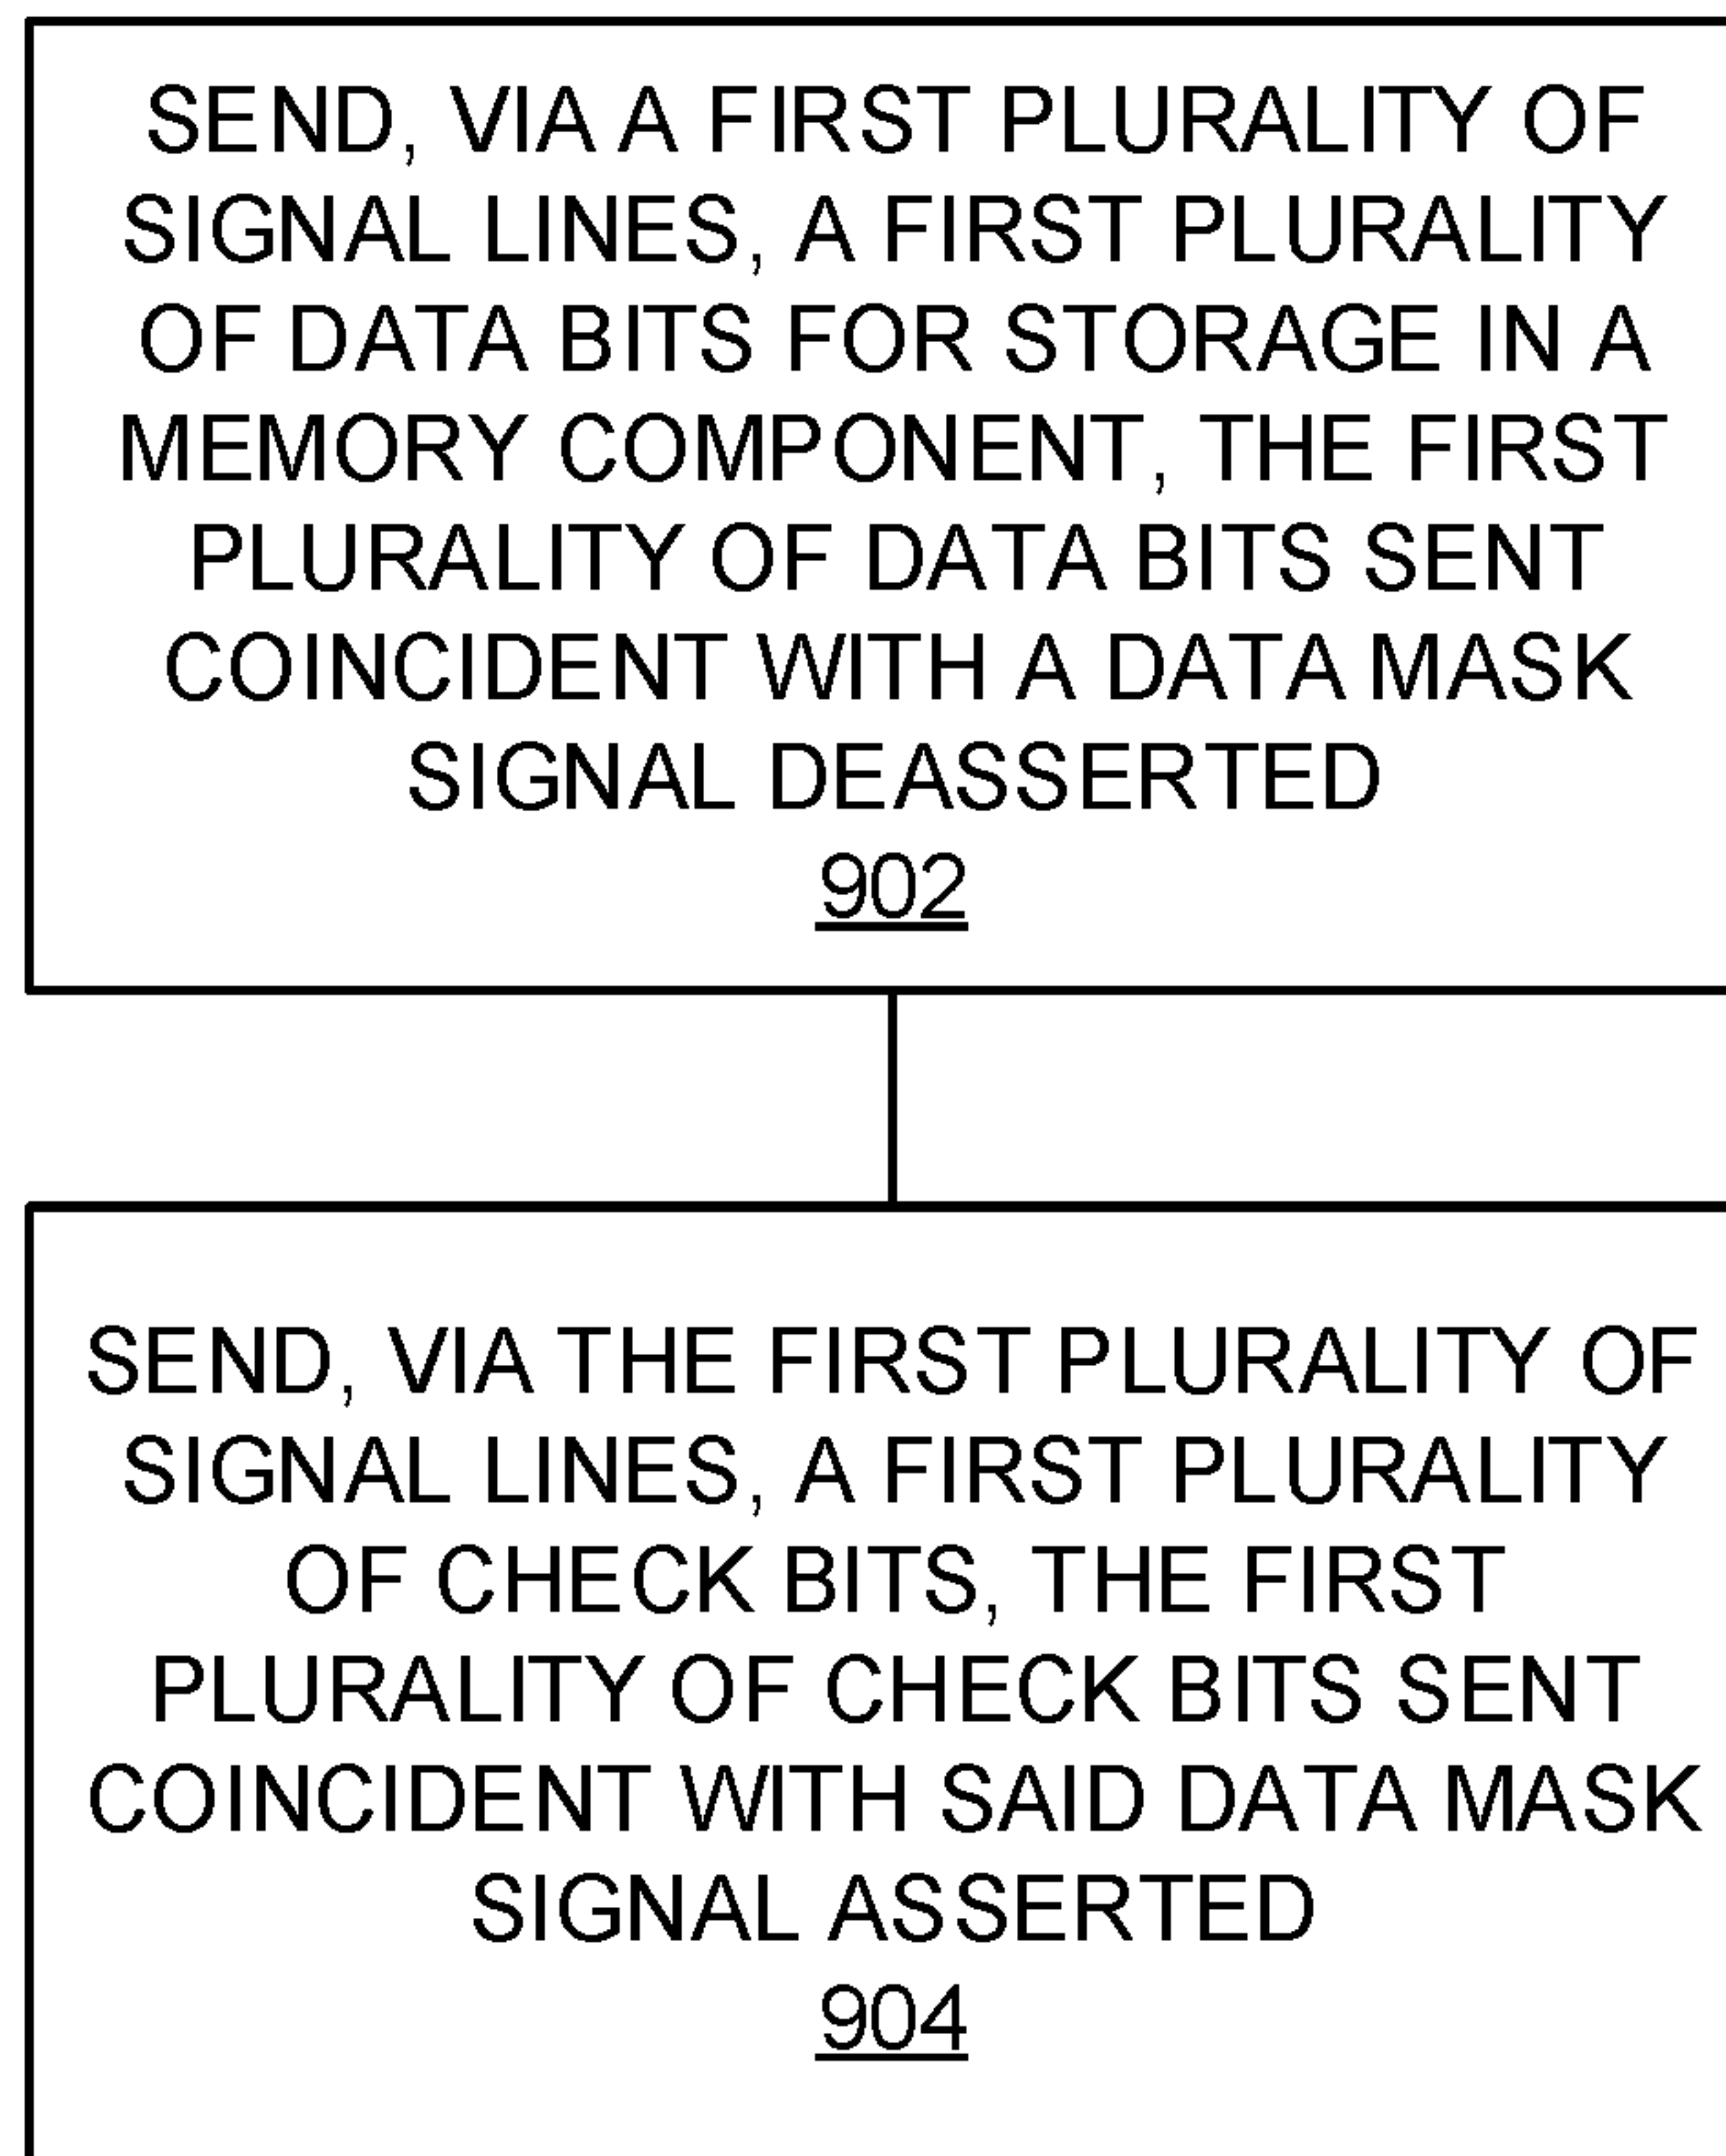 SEND, VIA A FIRST PLURALITY OF
SIGNAL LINES, A FIRST PLURALITY
OF DATA BITS FOR STORAGE IN A
MEMORY COMPONENT, THE FIRST
PLURALITY OF DATA BITS SENT
COINCIDENT WITH A DATA MASK
SIGNAL DEASSERTED
902
SEND, VIA THE FIRST PLURALITY OF
SIGNAL LINES, A FIRST PLURALITY
OF CHECK BITS, THE FIRST
PLURALITY OF CHECK BITS SENT
COINCIDENT WITH SAID DATA MASK
SIGNAL ASSERTED
904